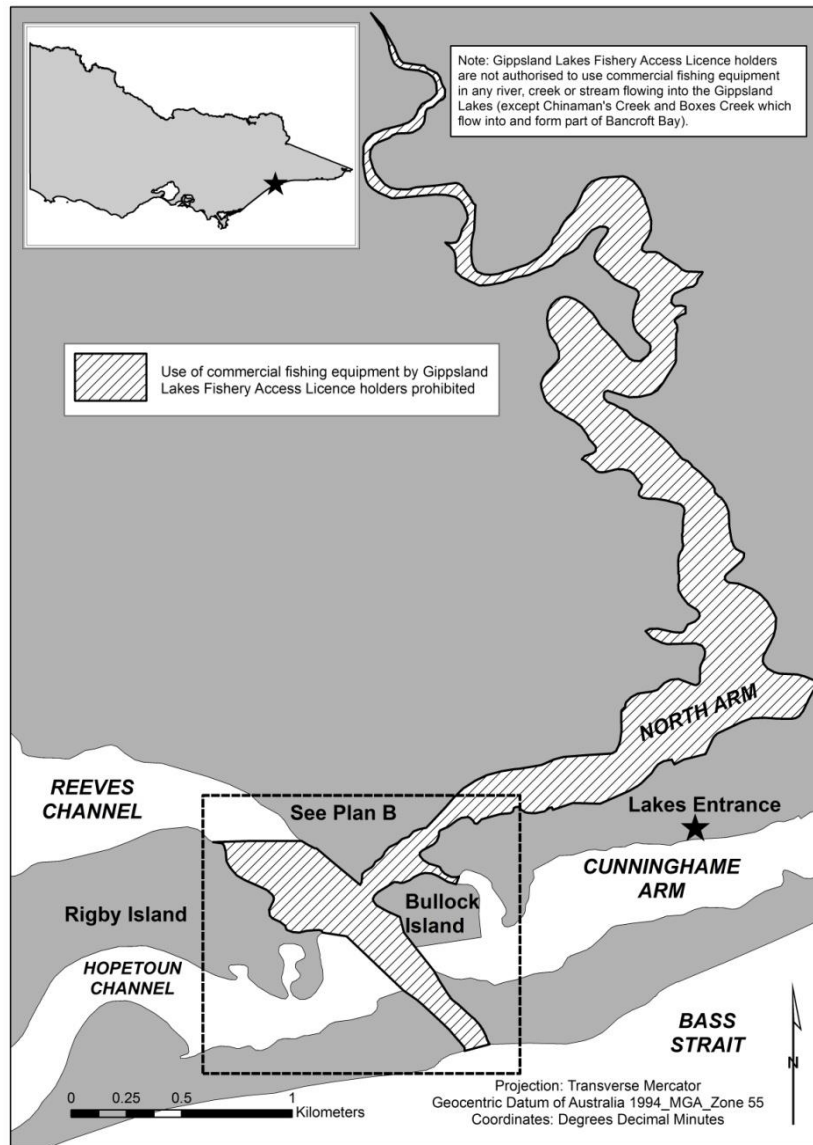 Note: Gippsland Lakes Fishery Access Licence holders
are not authorised to use commercial fishing equipment
in any river, creek or stream flowing into the Gippsland
Lakes (except Chinaman's Creek and Boxes Creek which
flow into and form part of Bancroft Bay).
Use of commercial fishing equipment by Gippsland
Lakes Fishery Access Licence holders prohibited
NORTH ARM
REEVES
CHANNEL
See Plan B
Lakes Entrance
CUNNINGHAME
ARM
Rigby Island
Bullock
Island
HOPETOUN
CHANNEL
BASS
STRAIT
N
0 0.25 0.5 1
Kilometers
Projection: Transverse Mercator
Geocentric Datum of Australia 1994_MGA_Zone 55
Coordinates: Degrees Decimal Minutes